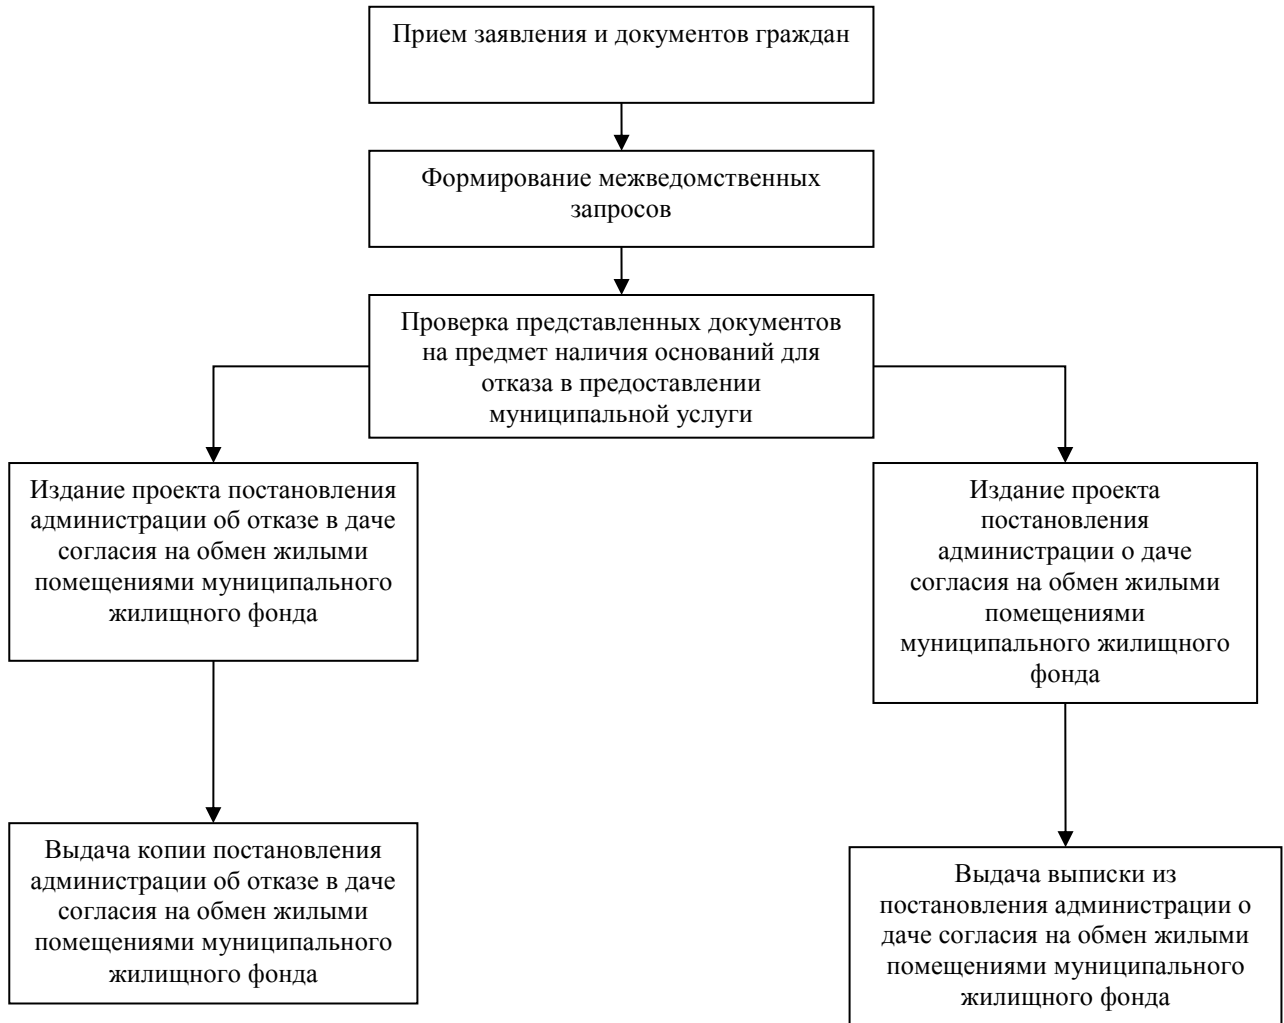 Прием заявления и документов граждан
Формирование межведомственных
запросов
Проверка представленных документов
на предмет наличия оснований для
отказа в предоставлении
муниципальной услуги
Издание проекта постановления
администрации об отказе в даче
согласия на обмен жилыми
помещениями муниципального
жилищного фонда
Издание проекта
постановления
администрации о даче
согласия на обмен жилыми
помещениями
муниципального жилищного
фонда
Выдача копии постановления
администрации об отказе в даче
согласия на обмен жилыми
помещениями муниципального
жилищного фонда
Выдача выписки из
постановления администрации о
даче согласия на обмен жилыми
помещениями муниципального
жилищного фонда